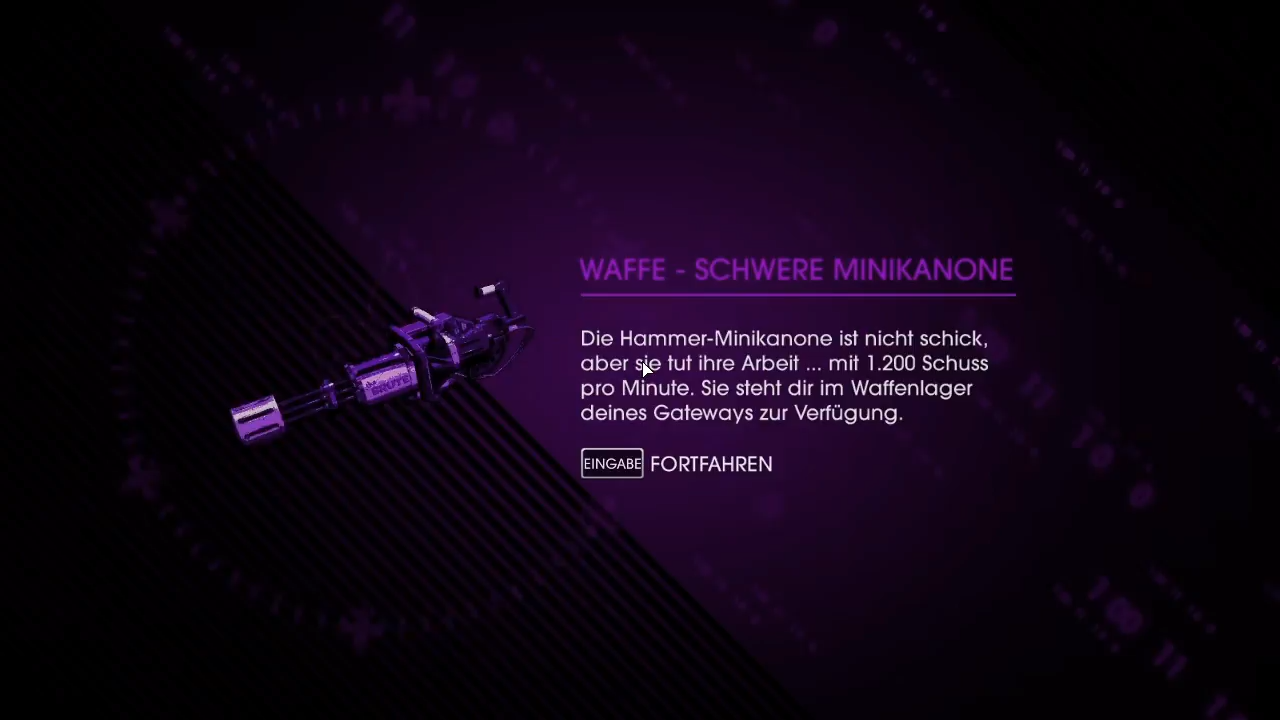 WAFFE - SCHWERE MINIKANONE
Die Hammer-Minikanone ist nicht schick,
aber sie tut ihre Arbeit ... mit 1.200 Schuss
pro Minute. Sie steht dir im Waffenlager
deines Gateways zur Verfügung.
EINGABE FORTFAHREN